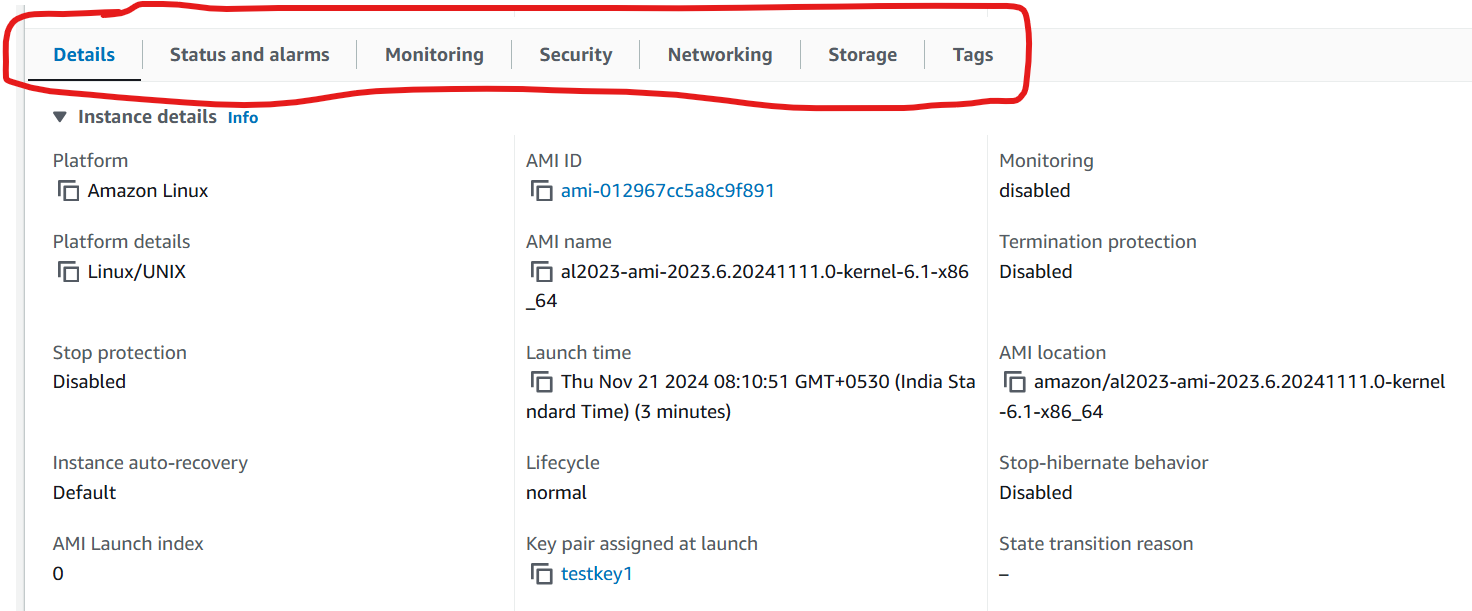 Details Status and alarms Monitoring Security Networking Storage Tags
Instance details Info
Platform
Amazon Linux
AMI ID
ami-012967cc5a8c9f891
Monitoring
disabled
Platform details
Linux/UNIX
AMI name
al2023-ami-2023.6.20241111.0-kernel-6.1-x86
_64
Termination protection
Disabled
Stop protection
Disabled
Launch time
Thu Nov 21 2024 08:10:51 GMT+0530 (India Sta
ndard Time) (3 minutes)
AMI location
amazon/al2023-ami-2023.6.20241111.0-kernel
-6.1-x86_64
Instance auto-recovery
Default
Lifecycle
normal
Stop-hibernate behavior
Disabled
AMI Launch index
0
Key pair assigned at launch
testkey1
State transition reason
–